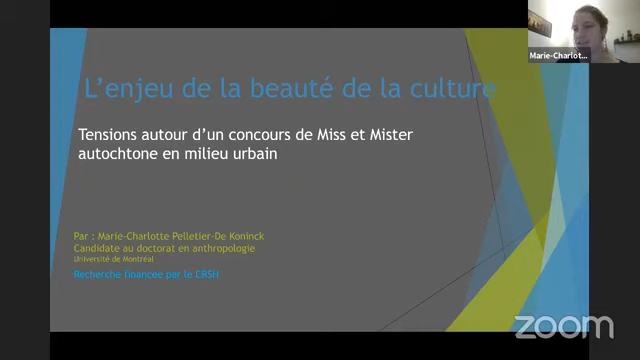 Marie-Charlot...
L'enjeu de la beauté de la culture
Tensions autour d'un concours de Miss et Mister
autochtone en milieu urbain
Par : Marie-Charlotte Pelletier-De Koninck
Candidate au doctorat en anthropologie
Université de Montréal
Recherche financée par le CRSH
zoom